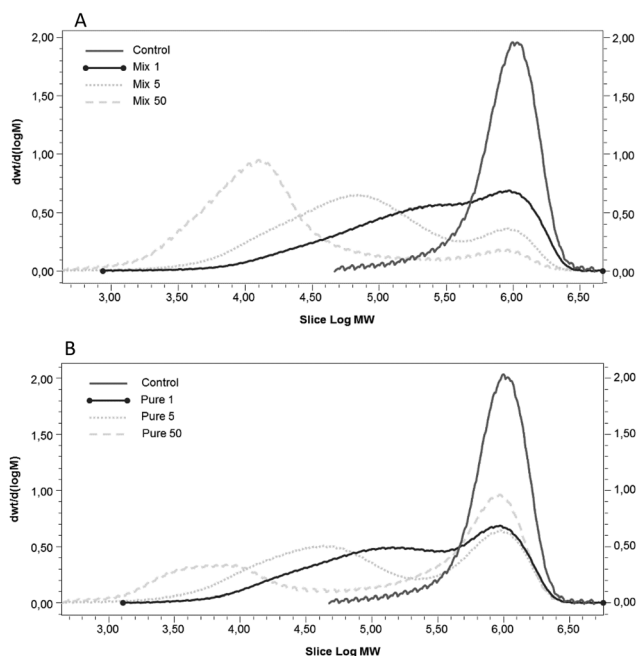 A
Control
Mix 1
Mix 5
Mix 50
2,00
1,50
1,00
0,50
0,00
2,00
1,50
1,00
0,50
0,00
dwt/d(logM)
3,00 3,50 4,00 4,50 5,00 5,50 6,00 6,50
Slice Log MW
B
Control
Pure 1
Pure 5
Pure 50
2,00
1,50
1,00
0,50
0,00
2,00
1,50
1,00
0,50
0,00
dwt/d(logM)
3,00 3,50 4,00 4,50 5,00 5,50 6,00 6,50
Slice Log MW